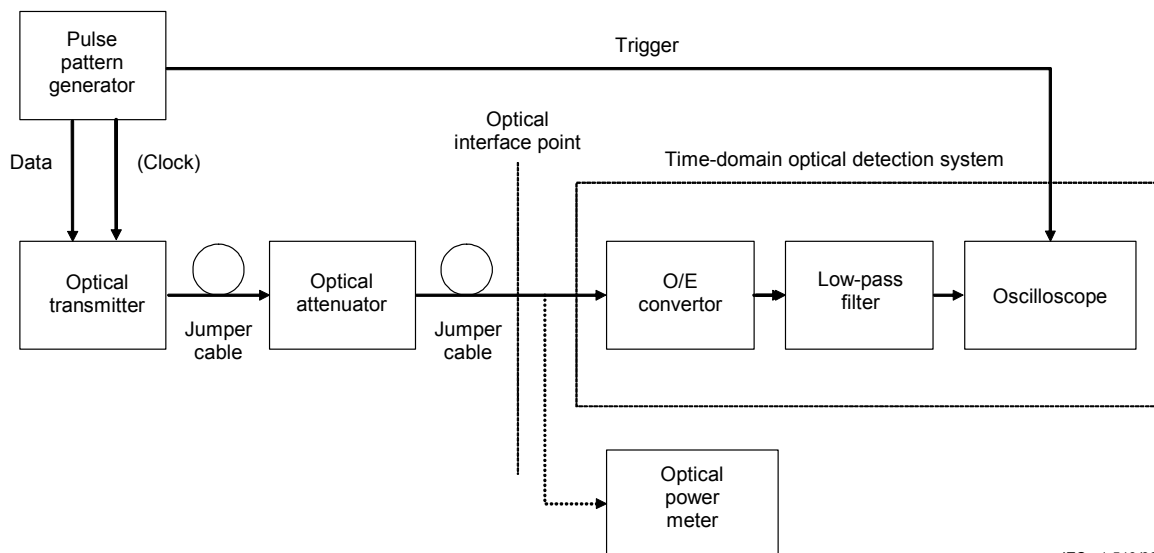 Pulse
pattern
generator
Trigger
Data
(Clock)
Optical
interface point
Time-domain optical detection system
Optical
transmitter
Jumper
cable
Optical
attenuator
Jumper
cable
O/E
convertor
Low-pass
filter
Oscilloscope
Optical
power
meter